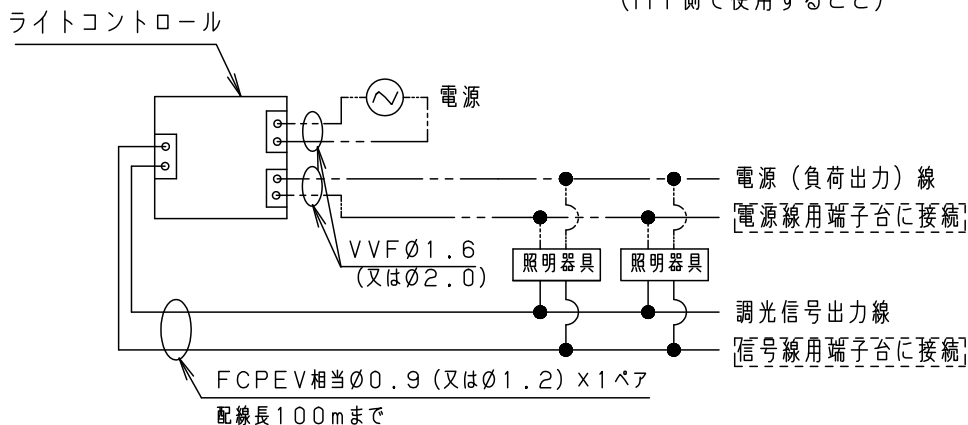 ライトコントロール
電源
電源（負荷出力）線
電源線用端子台に接続
VVFØ1.6
（又はØ2.0）
照明器具
照明器具
調光信号出力線
信号線用端子台に接続
FCPEV相当Ø0.9（又はØ1.2）×1ペア
配線長100mまで